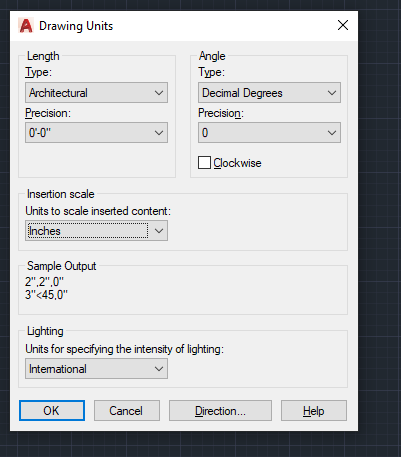 Drawing Units
Length
Type:
Architectural
Precision:
0'-0"
Angle
Type:
Decimal Degrees
Precision:
0
Clockwise
Insertion scale
Units to scale inserted content:
Inches
Sample Output
2",2",0"
3"<45,0"
Lighting
Units for specifying the intensity of lighting:
International
OK Cancel Direction... Help